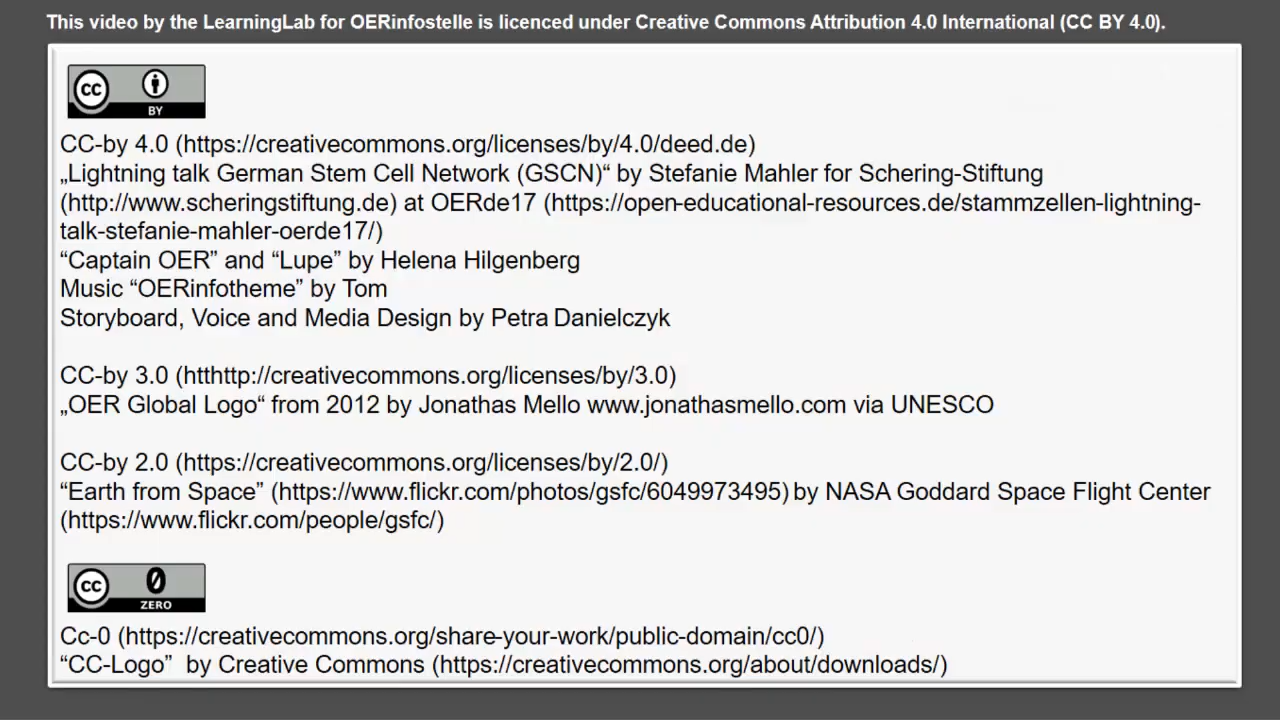 This video by the LearningLab for OERinfostelle is licenced under Creative Commons Attribution 4.0 International (CC BY 4.0).
cc BY
CC-by 4.0 (https://creativecommons.org/licenses/by/4.0/deed.de)
„Lightning talk German Stem Cell Network (GSCN)“ by Stefanie Mahler for Schering-Stiftung
(http://www.scheringstiftung.de) at OERde17 (https://open-educational-resources.de/stammzellen-lightning-
talk-stefanie-mahler-oerde17/)
“Captain OER” and “Lupe” by Helena Hilgenberg
Music “OERinfotheme” by Tom
Storyboard, Voice and Media Design by Petra Danielczyk
CC-by 3.0 (htthttp://creativecommons.org/licenses/by/3.0)
„OER Global Logo“ from 2012 by Jonathas Mello www.jonathasmello.com via UNESCO
CC-by 2.0 (https://creativecommons.org/licenses/by/2.0/)
“Earth from Space” (https://www.flickr.com/photos/gsfc/6049973495) by NASA Goddard Space Flight Center
(https://www.flickr.com/people/gsfc/)
cc 0 ZERO
Cc-0 (https://creativecommons.org/share-your-work/public-domain/cc0/)
“CC-Logo” by Creative Commons (https://creativecommons.org/about/downloads/)